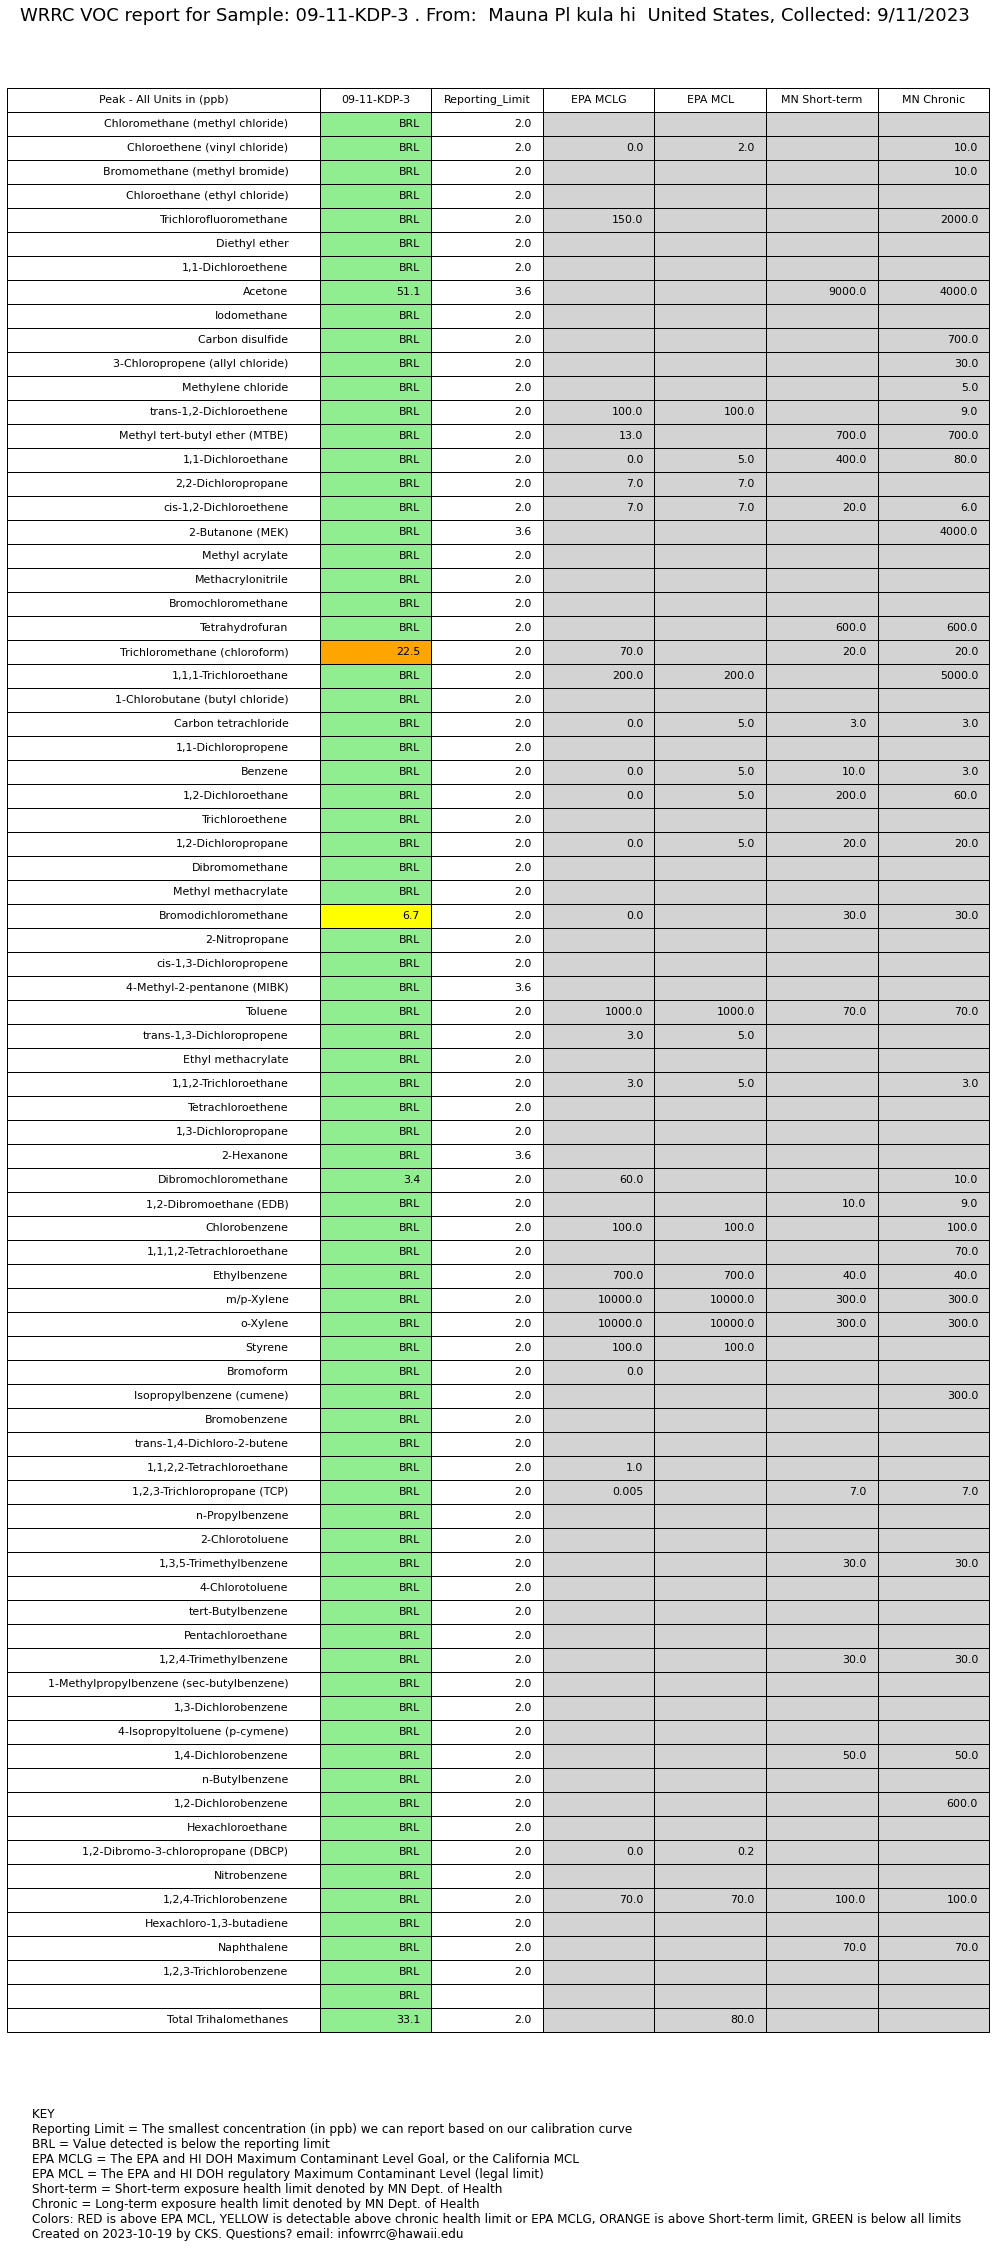 WRRC VOC report for Sample: 09-11-KDP-3 . From: Mauna Pl kula hi United States, Collected: 9/11/2023
Peak - All Units in (ppb) 09-11-KDP-3 Reporting_Limit EPA MCLG EPA MCL MN Short-term MN Chronic
Chloromethane (methyl chloride) BRL 2.0
Chloroethene (vinyl chloride) BRL 2.0 0.0 2.0 10.0
Bromomethane (methyl bromide) BRL 2.0 10.0
Chloroethane (ethyl chloride) BRL 2.0
Trichlorofluoromethane BRL 2.0 150.0 2000.0
Diethyl ether BRL 2.0
1,1-Dichloroethene BRL 2.0
Acetone 51.1 3.6 9000.0 4000.0
Iodomethane BRL 2.0
Carbon disulfide BRL 2.0 700.0
3-Chloropropene (allyl chloride) BRL 2.0 30.0
Methylene chloride BRL 2.0 5.0
trans-1,2-Dichloroethene BRL 2.0 100.0 100.0 9.0
Methyl tert-butyl ether (MTBE) BRL 2.0 13.0 700.0 700.0
1,1-Dichloroethane BRL 2.0 0.0 5.0 400.0 80.0
2,2-Dichloropropane BRL 2.0 7.0 7.0
cis-1,2-Dichloroethene BRL 2.0 7.0 7.0 20.0 6.0
2-Butanone (MEK) BRL 3.6 4000.0
Methyl acrylate BRL 2.0
Methacrylonitrile BRL 2.0
Bromochloromethane BRL 2.0
Tetrahydrofuran BRL 2.0 600.0 600.0
Trichloromethane (chloroform) 22.5 2.0 70.0 20.0 20.0
1,1,1-Trichloroethane BRL 2.0 200.0 200.0 5000.0
1-Chlorobutane (butyl chloride) BRL 2.0
Carbon tetrachloride BRL 2.0 0.0 5.0 3.0 3.0
1,1-Dichloropropene BRL 2.0
Benzene BRL 2.0 0.0 5.0 10.0 3.0
1,2-Dichloroethane BRL 2.0 0.0 5.0 200.0 60.0
Trichloroethene BRL 2.0
1,2-Dichloropropane BRL 2.0 0.0 5.0 20.0 20.0
Dibromomethane BRL 2.0
Methyl methacrylate BRL 2.0
Bromodichloromethane 6.7 2.0 0.0 30.0 30.0
2-Nitropropane BRL 2.0
cis-1,3-Dichloropropene BRL 2.0
4-Methyl-2-pentanone (MIBK) BRL 3.6
Toluene BRL 2.0 1000.0 1000.0 70.0 70.0
trans-1,3-Dichloropropene BRL 2.0 3.0 5.0
Ethyl methacrylate BRL 2.0
1,1,2-Trichloroethane BRL 2.0 3.0 5.0 3.0
Tetrachloroethene BRL 2.0
1,3-Dichloropropane BRL 2.0
2-Hexanone BRL 3.6
Dibromochloromethane 3.4 2.0 60.0 10.0
1,2-Dibromoethane (EDB) BRL 2.0 10.0 9.0
Chlorobenzene BRL 2.0 100.0 100.0 100.0
1,1,1,2-Tetrachloroethane BRL 2.0 70.0
Ethylbenzene BRL 2.0 700.0 700.0 40.0 40.0
m/p-Xylene BRL 2.0 10000.0 10000.0 300.0 300.0
o-Xylene BRL 2.0 10000.0 10000.0 300.0 300.0
Styrene BRL 2.0 100.0 100.0
Bromoform BRL 2.0 0.0
Isopropylbenzene (cumene) BRL 2.0 300.0
Bromobenzene BRL 2.0
trans-1,4-Dichloro-2-butene BRL 2.0
1,1,2,2-Tetrachloroethane BRL 2.0 1.0
1,2,3-Trichloropropane (TCP) BRL 2.0 0.005 7.0 7.0
n-Propylbenzene BRL 2.0
2-Chlorotoluene BRL 2.0
1,3,5-Trimethylbenzene BRL 2.0 30.0 30.0
4-Chlorotoluene BRL 2.0
tert-Butylbenzene BRL 2.0
Pentachloroethane BRL 2.0
1,2,4-Trimethylbenzene BRL 2.0 30.0 30.0
1-Methylpropylbenzene (sec-butylbenzene) BRL 2.0
1,3-Dichlorobenzene BRL 2.0
4-Isopropyltoluene (p-cymene) BRL 2.0
1,4-Dichlorobenzene BRL 2.0 50.0 50.0
n-Butylbenzene BRL 2.0
1,2-Dichlorobenzene BRL 2.0 600.0
Hexachloroethane BRL 2.0
1,2-Dibromo-3-chloropropane (DBCP) BRL 2.0 0.0 0.2
Nitrobenzene BRL 2.0
1,2,4-Trichlorobenzene BRL 2.0 70.0 70.0 100.0 100.0
Hexachloro-1,3-butadiene BRL 2.0
Naphthalene BRL 2.0 70.0 70.0
1,2,3-Trichlorobenzene BRL 2.0
BRL
Total Trihalomethanes 33.1 2.0 80.0
KEY
Reporting Limit = The smallest concentration (in ppb) we can report based on our calibration curve
BRL = Value detected is below the reporting limit
EPA MCLG = The EPA and HI DOH Maximum Contaminant Level Goal, or the California MCL
EPA MCL = The EPA and HI DOH regulatory Maximum Contaminant Level (legal limit)
Short-term = Short-term exposure health limit denoted by MN Dept. of Health
Chronic = Long-term exposure health limit denoted by MN Dept. of Health
Colors: RED is above EPA MCL, YELLOW is detectable above chronic health limit or EPA MCLG, ORANGE is above Short-term limit, GREEN is below all limits
Created on 2023-10-19 by CKS. Questions? email: infowrrc@hawaii.edu